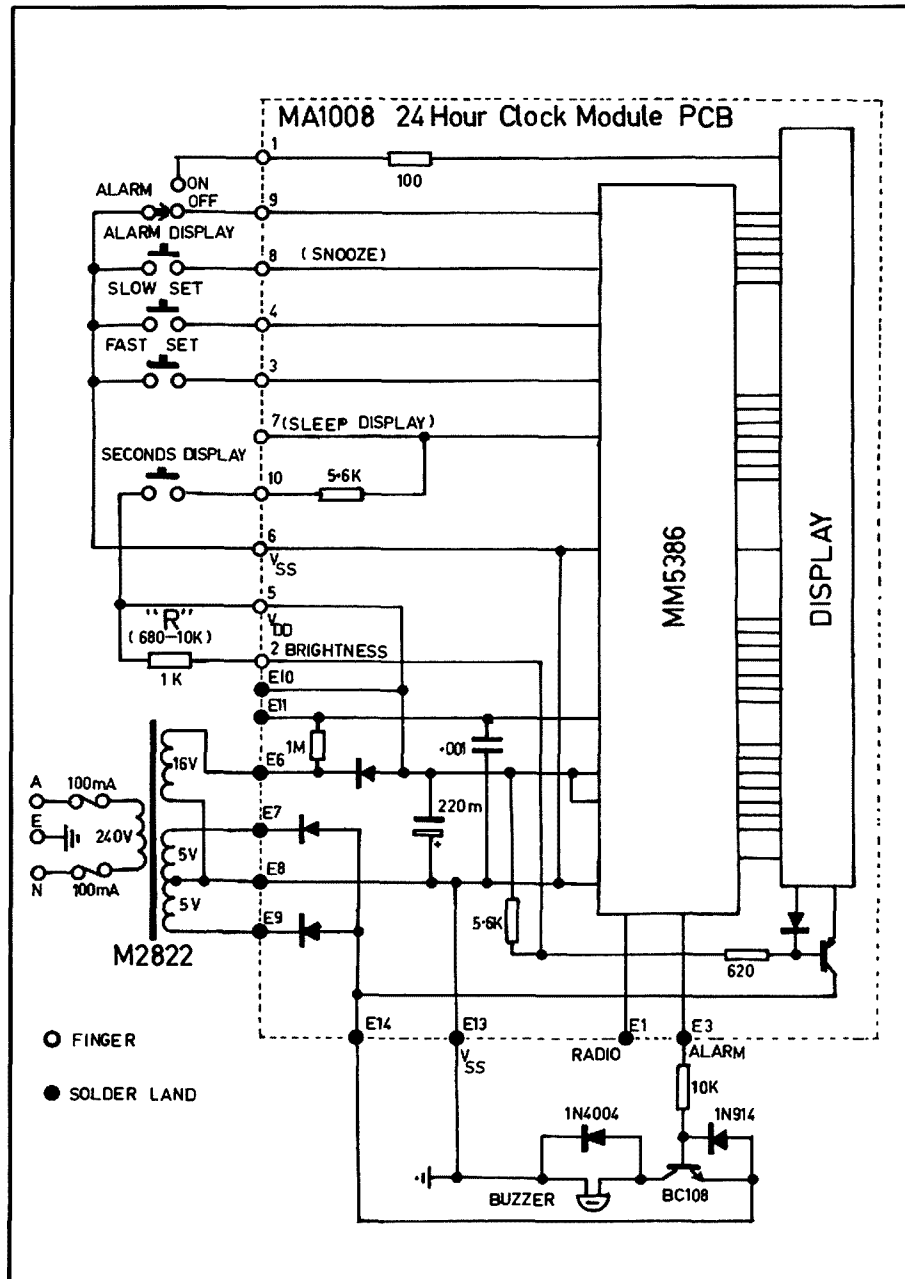 MA1008 24 Hour Clock Module PCB
1
100
ON
ALARM
OFF
9
ALARM DISPLAY
8 (SNOOZE)
SLOW SET
4
FAST SET
3
7 (SLEEP DISPLAY)
SECONDS DISPLAY
10
5·6K
6
VSS
5
"R"
VDD
(680-10K)
2 BRIGHTNESS
1K
E10
E11
1M
·001
16V
E6
A
100mA
220m
+
E7
E
240V
5V
E8
N
100mA
5V
E9
5·6K
620
M2822
MM5386
DISPLAY
FINGER
E14
E13
E1
E3
VSS
RADIO
ALARM
SOLDER LAND
10K
1N4004
1N914
BUZZER
BC108